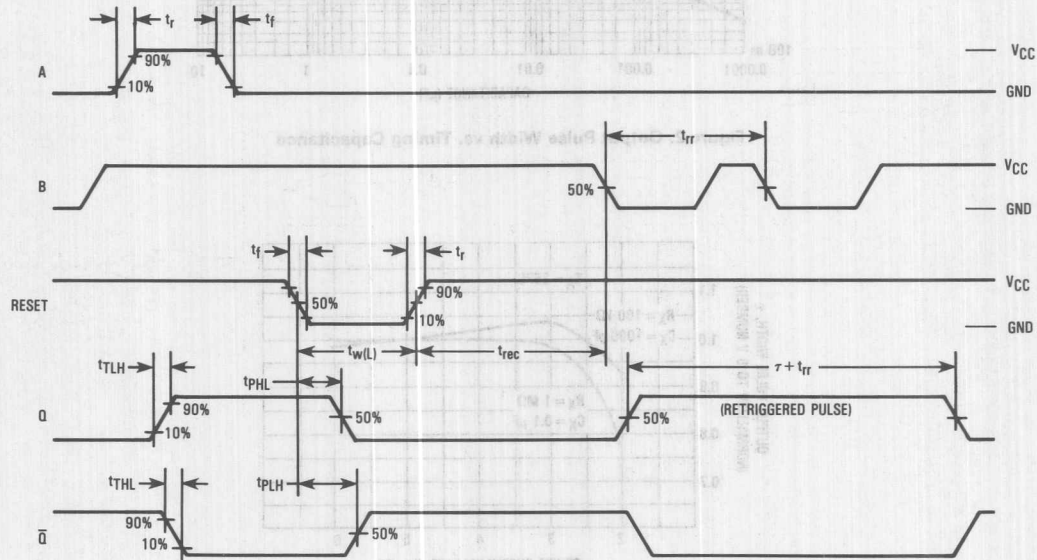 tr
tf
A
90%
10%
VCC
GND
trr
B
50%
VCC
GND
tf
tr
RESET
50%
90%
10%
VCC
GND
tw(L)
trec
tTLH
tPHL
τ + trr
Q
90%
10%
50%
50%
(RETRIGGERED PULSE)
tTHL
tPLH
Q̅
90%
10%
50%